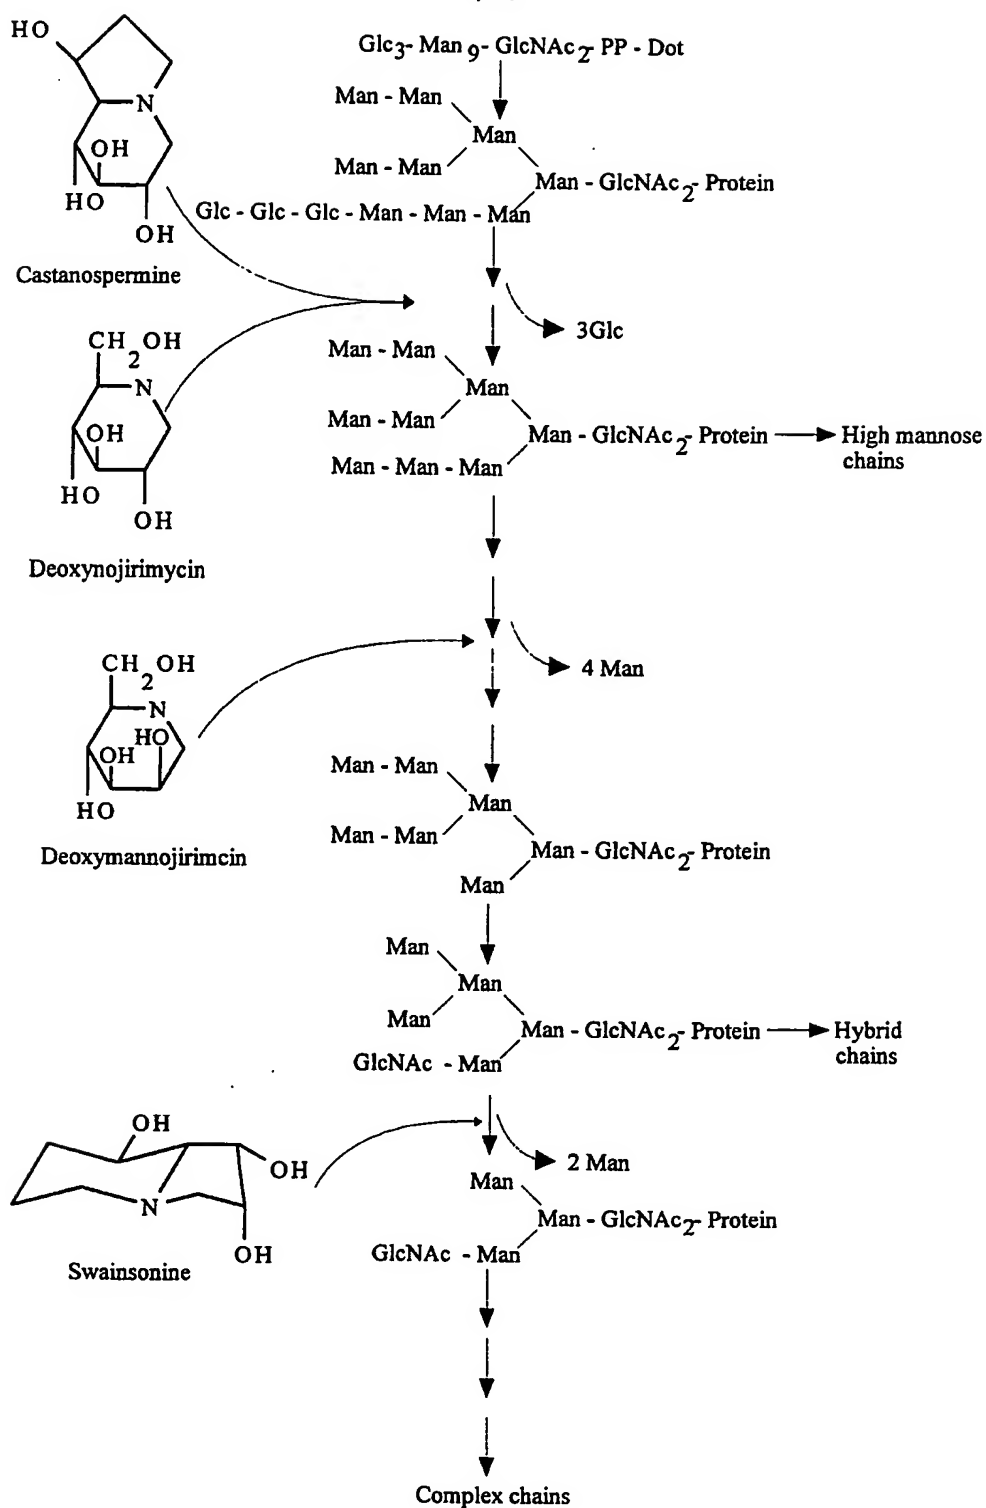 Glc3- Man9- GlcNAc2- PP - Dot
Man - Man
Man
Man - Man
Man - GlcNAc2- Protein
Glc - Glc - Glc - Man - Man - Man
HO
N
OH
HO
OH
Castanospermine
3Glc
CH2OH
N
OH
HO
OH
Deoxynojirimycin
Man - Man
Man
Man - Man
Man - GlcNAc2- Protein
High mannose
chains
Man - Man - Man
4 Man
CH2OH
N
HO
OH
HO
Deoxymannojirimcin
Man - Man
Man
Man - Man
Man - GlcNAc2- Protein
Man
Man
Man
Man
Man - GlcNAc2- Protein
Hybrid
chains
GlcNAc - Man
OH
OH
N
OH
Swainsonine
2 Man
Man
Man - GlcNAc2- Protein
GlcNAc - Man
Complex chains